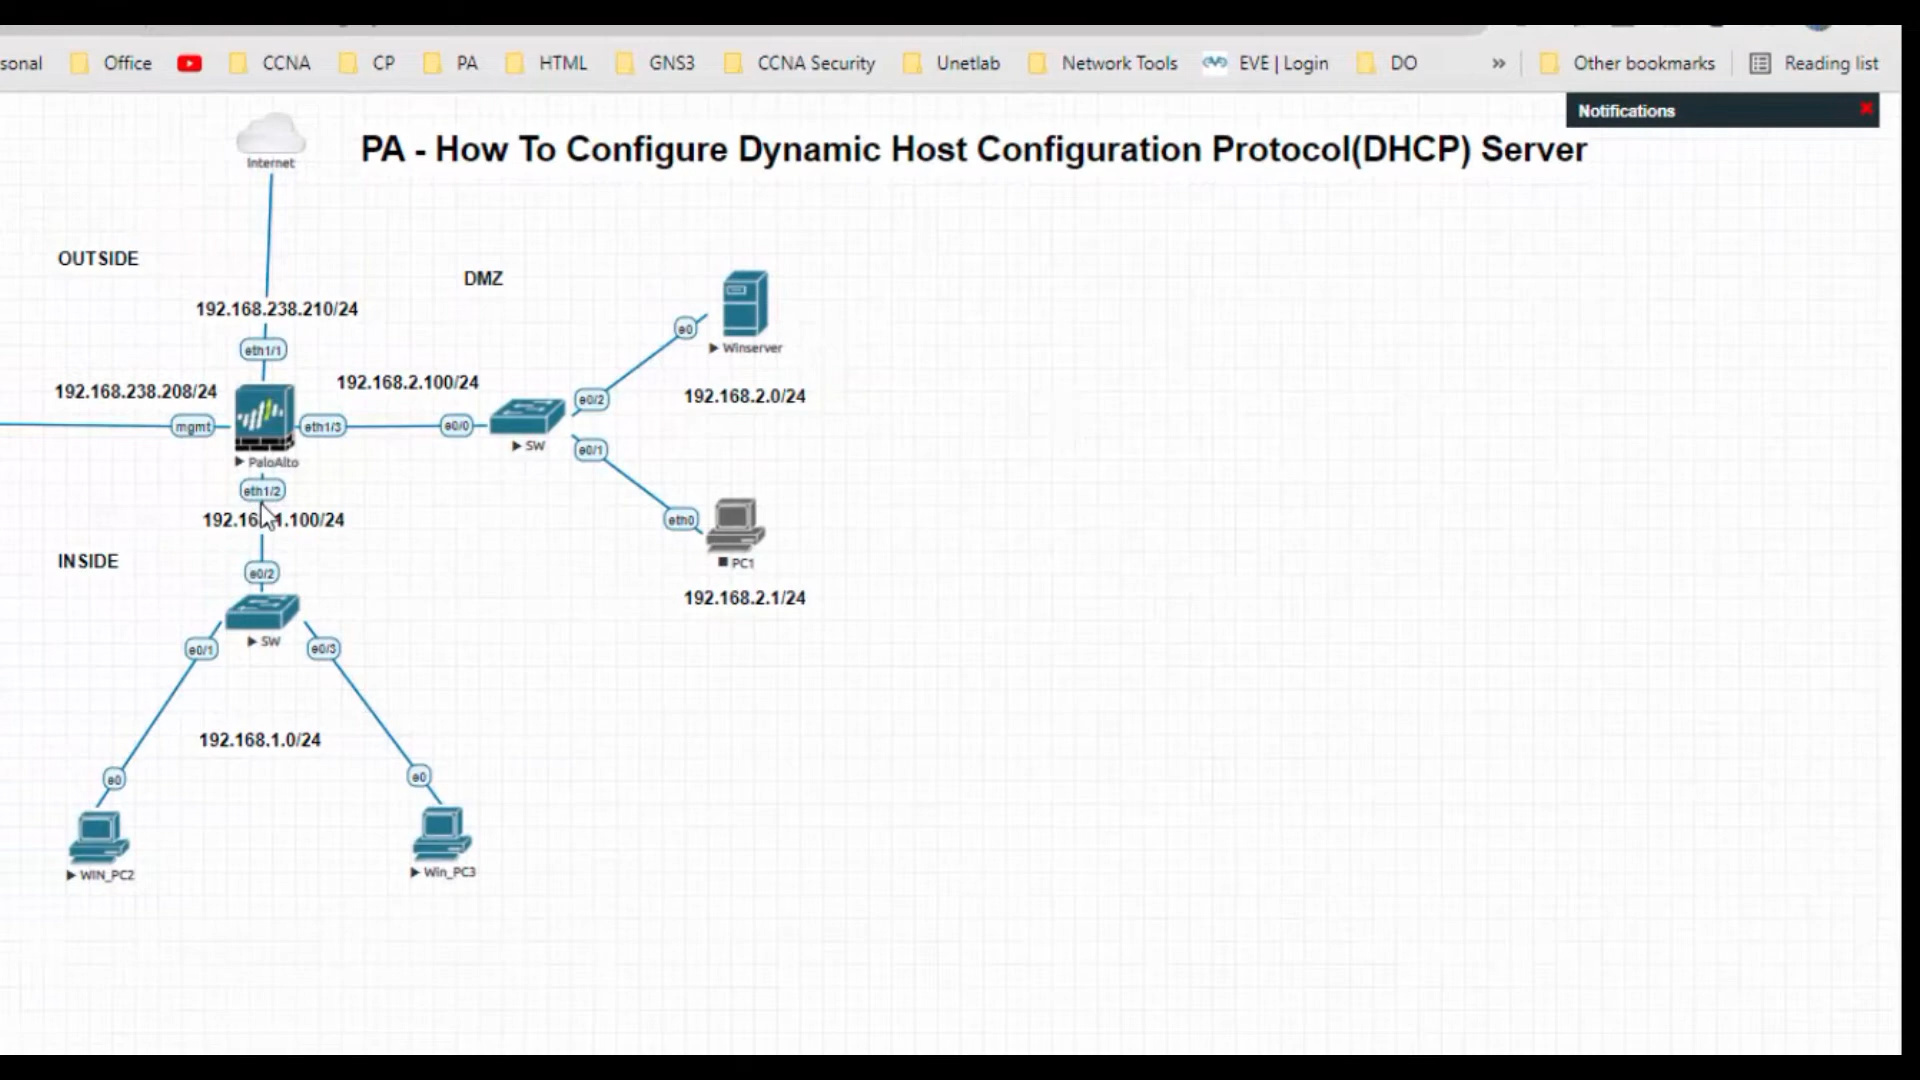 sonal Office CCNA CP PA HTML GNS3 CCNA Security Unetlab Network Tools EVE | Login DO » Other bookmarks Reading list
Notifications
Internet
PA - How To Configure Dynamic Host Configuration Protocol(DHCP) Server
OUTSIDE
DMZ
192.168.238.210/24
eth1/1
e0
Winserver
192.168.238.208/24
192.168.2.100/24
192.168.2.0/24
e0/2
mgmt
eth1/3
e0/0
SW
e0/1
PaloAlto
eth1/2
192.16 1.100/24
eth0
PC1
INSIDE
e0/2
192.168.2.1/24
SW
e0/1
e0/3
192.168.1.0/24
e0
e0
WIN_PC2
Win_PC3